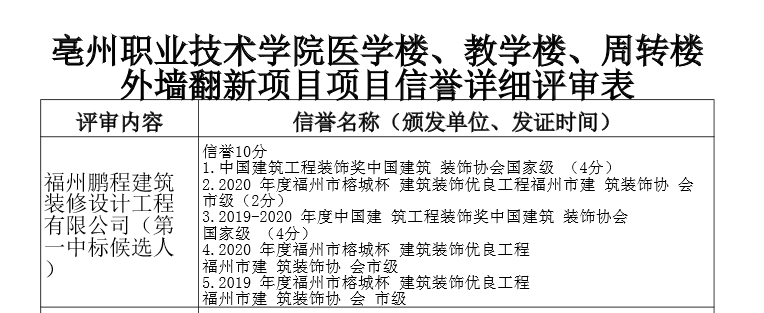 亳州职业技术学院医学楼、教学楼、周转楼
外墙翻新项目项目信誉详细评审表
评审内容
信誉名称（颁发单位、发证时间）
福州鹏程建筑
装修设计工程
有限公司（第
一中标候选人
）
信誉10分
1.中国建筑工程装饰奖中国建筑 装饰协会国家级 （4分）
2.2020 年度福州市榕城杯 建筑装饰优良工程福州市建 筑装饰协 会
市级（2分）
3.2019-2020 年度中国建 筑工程装饰奖中国建筑 装饰协会
国家级 （4分）
4.2020 年度福州市榕城杯 建筑装饰优良工程
福州市建 筑装饰协 会市级
5.2019 年度福州市榕城杯 建筑装饰优良工程
福州市建 筑装饰协 会 市级